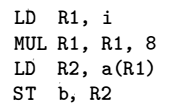 LD R1, i
MUL R1, R1, 8
LD R2, a(R1)
ST b, R2